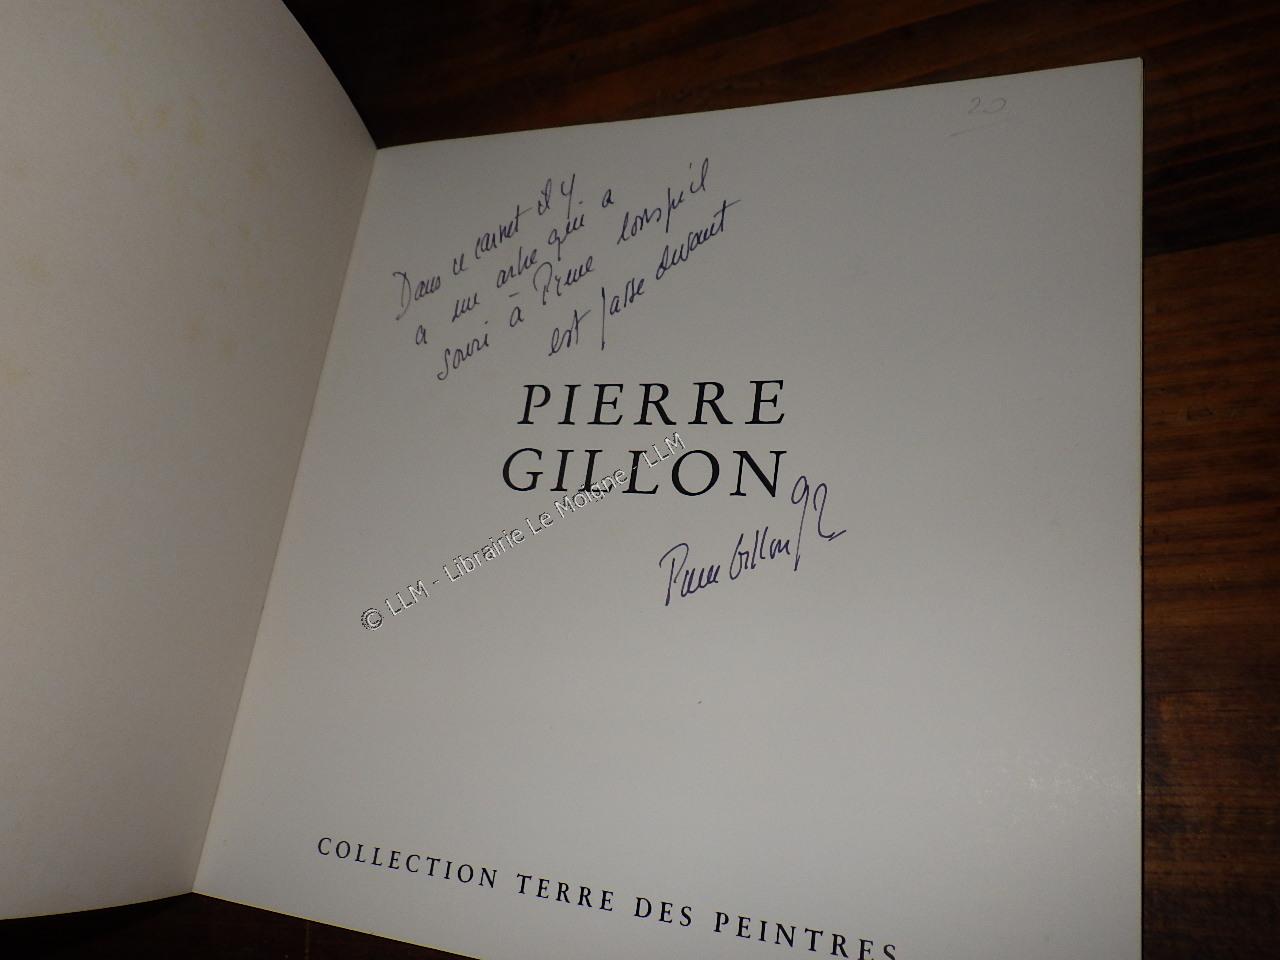 20
Dans ce carnet il y
a un arbre qui a
souri à Pierre lorsqu'il
est passé devant
PIERRE
GILLON
Pierre Gillon 92
© LLM - Librairie Le Moigne - LLM
COLLECTION TERRE DES PEINTRES